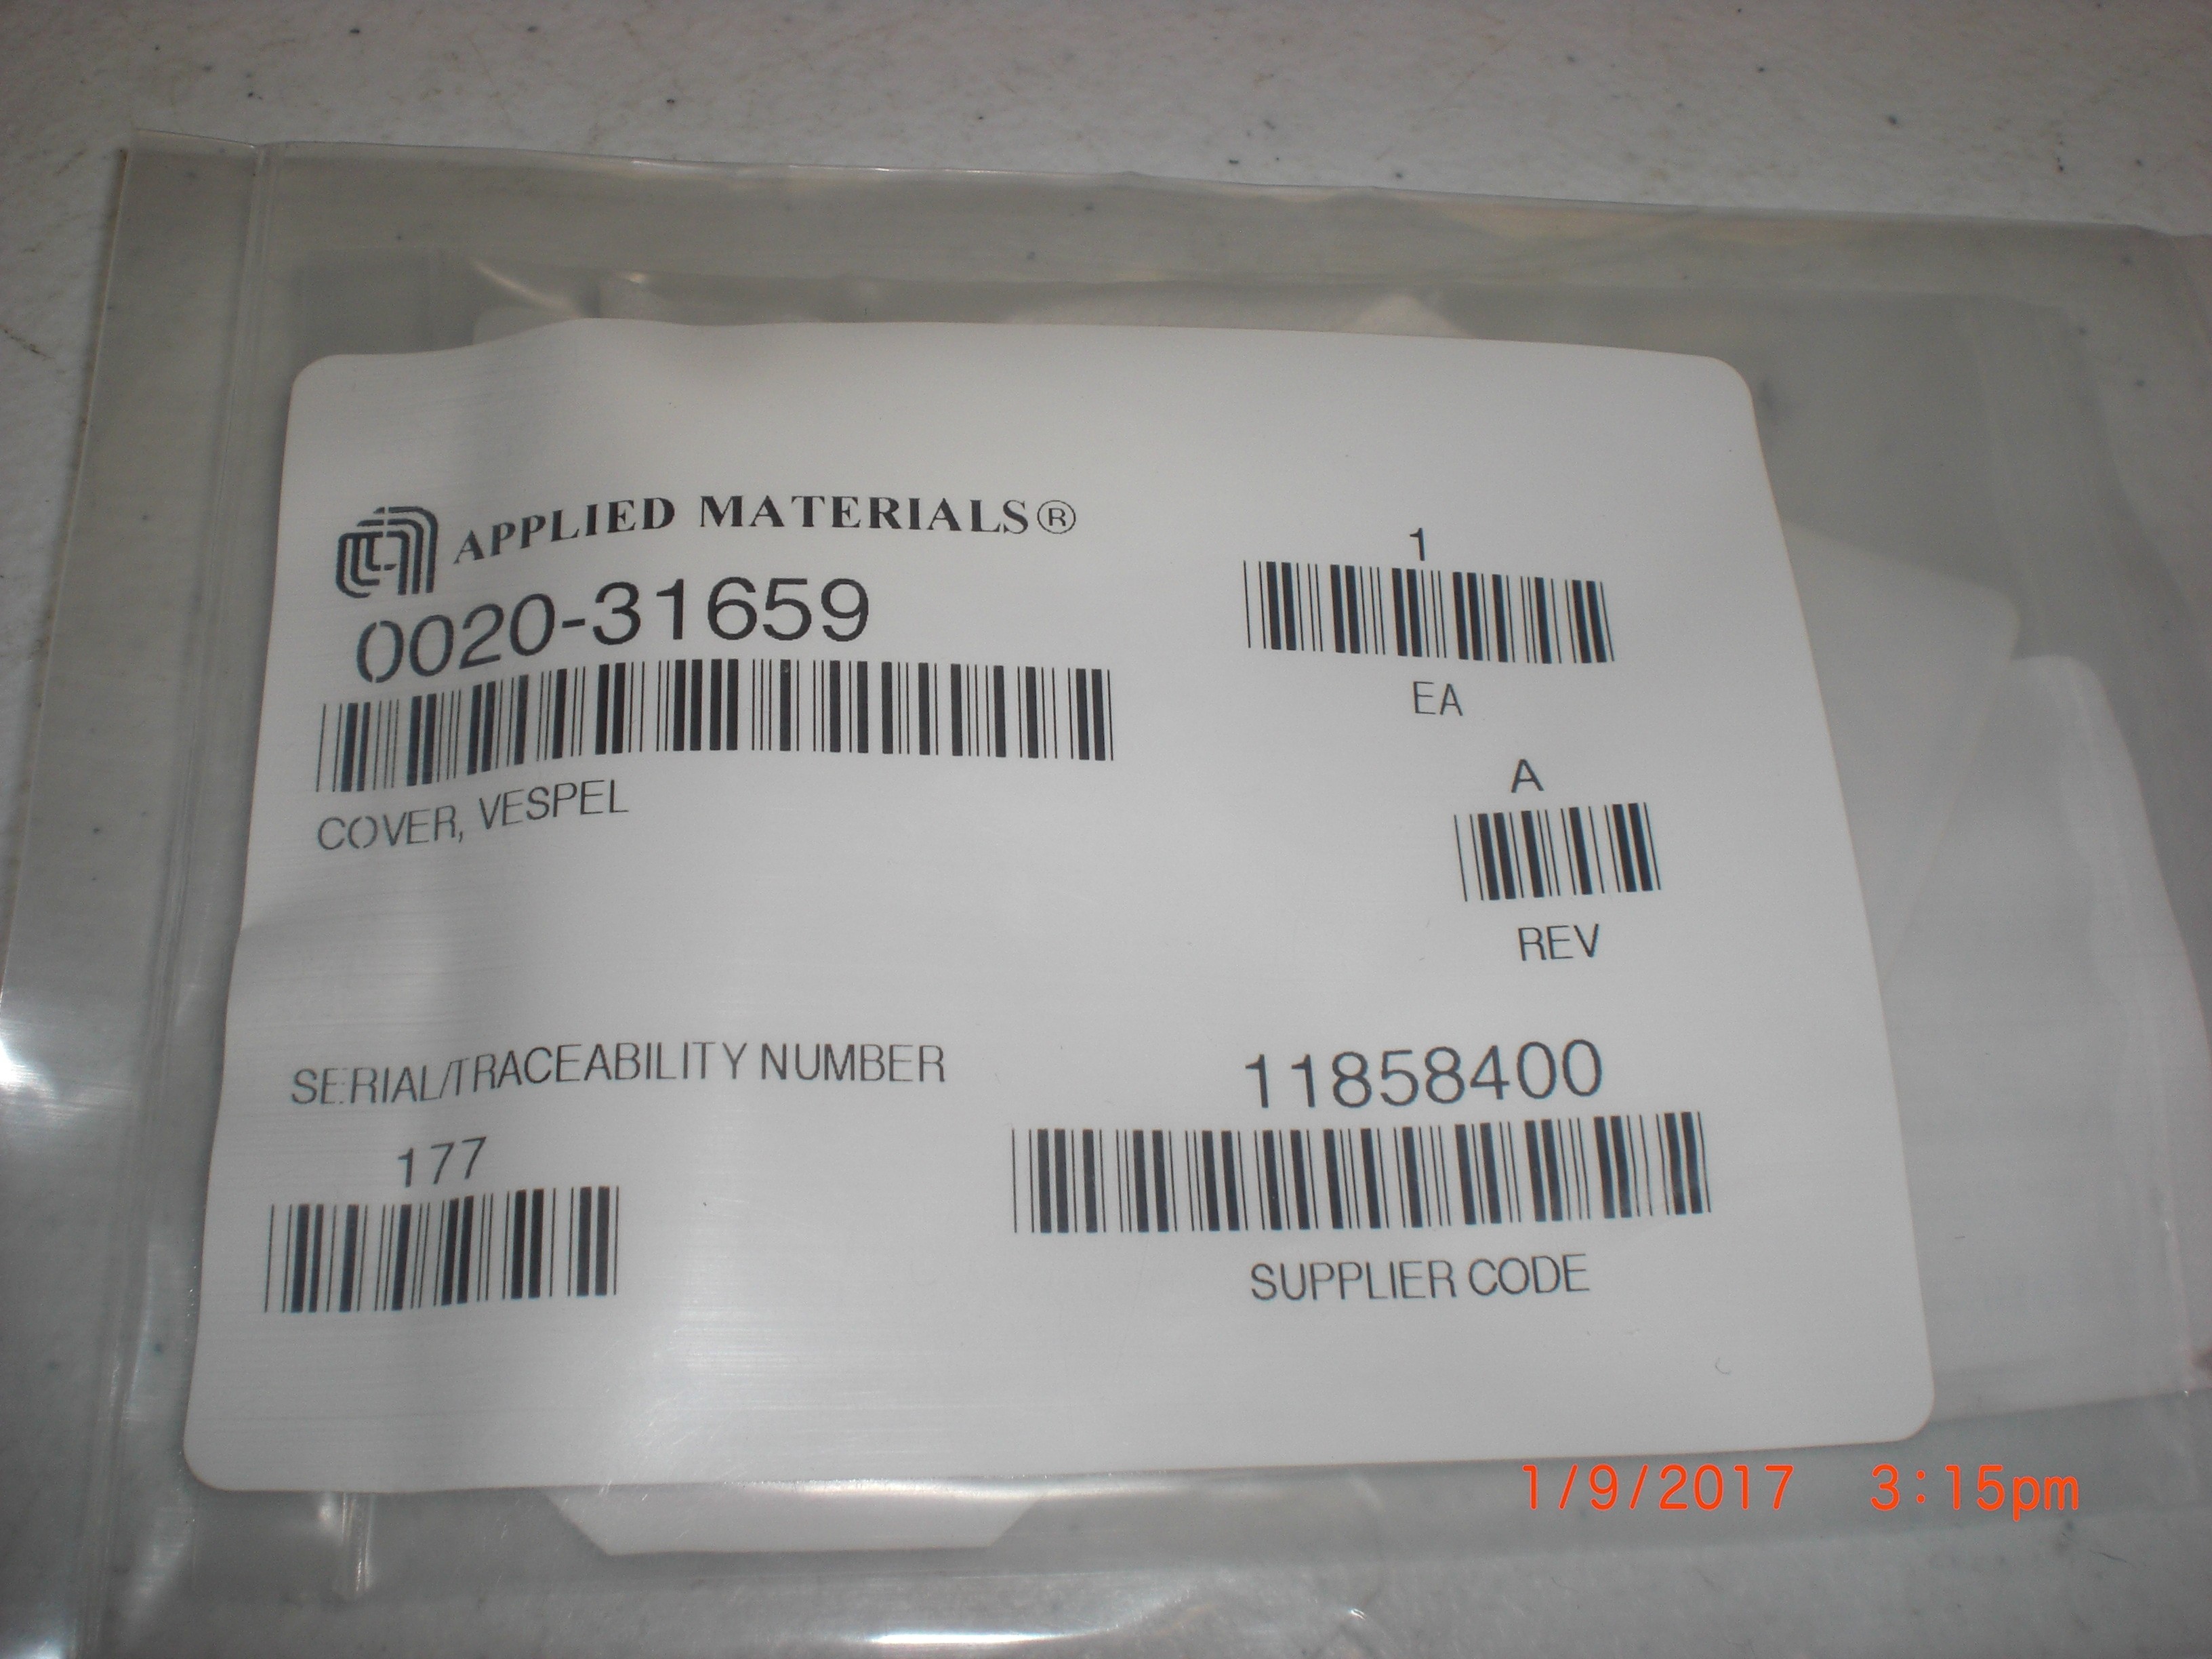 APPLIED MATERIALS®
0020-31659
COVER, VESPEL
1
EA
A
REV
SERIAL/TRACEABILITY NUMBER
177
11858400
SUPPLIER CODE
1/9/2017 3:15pm